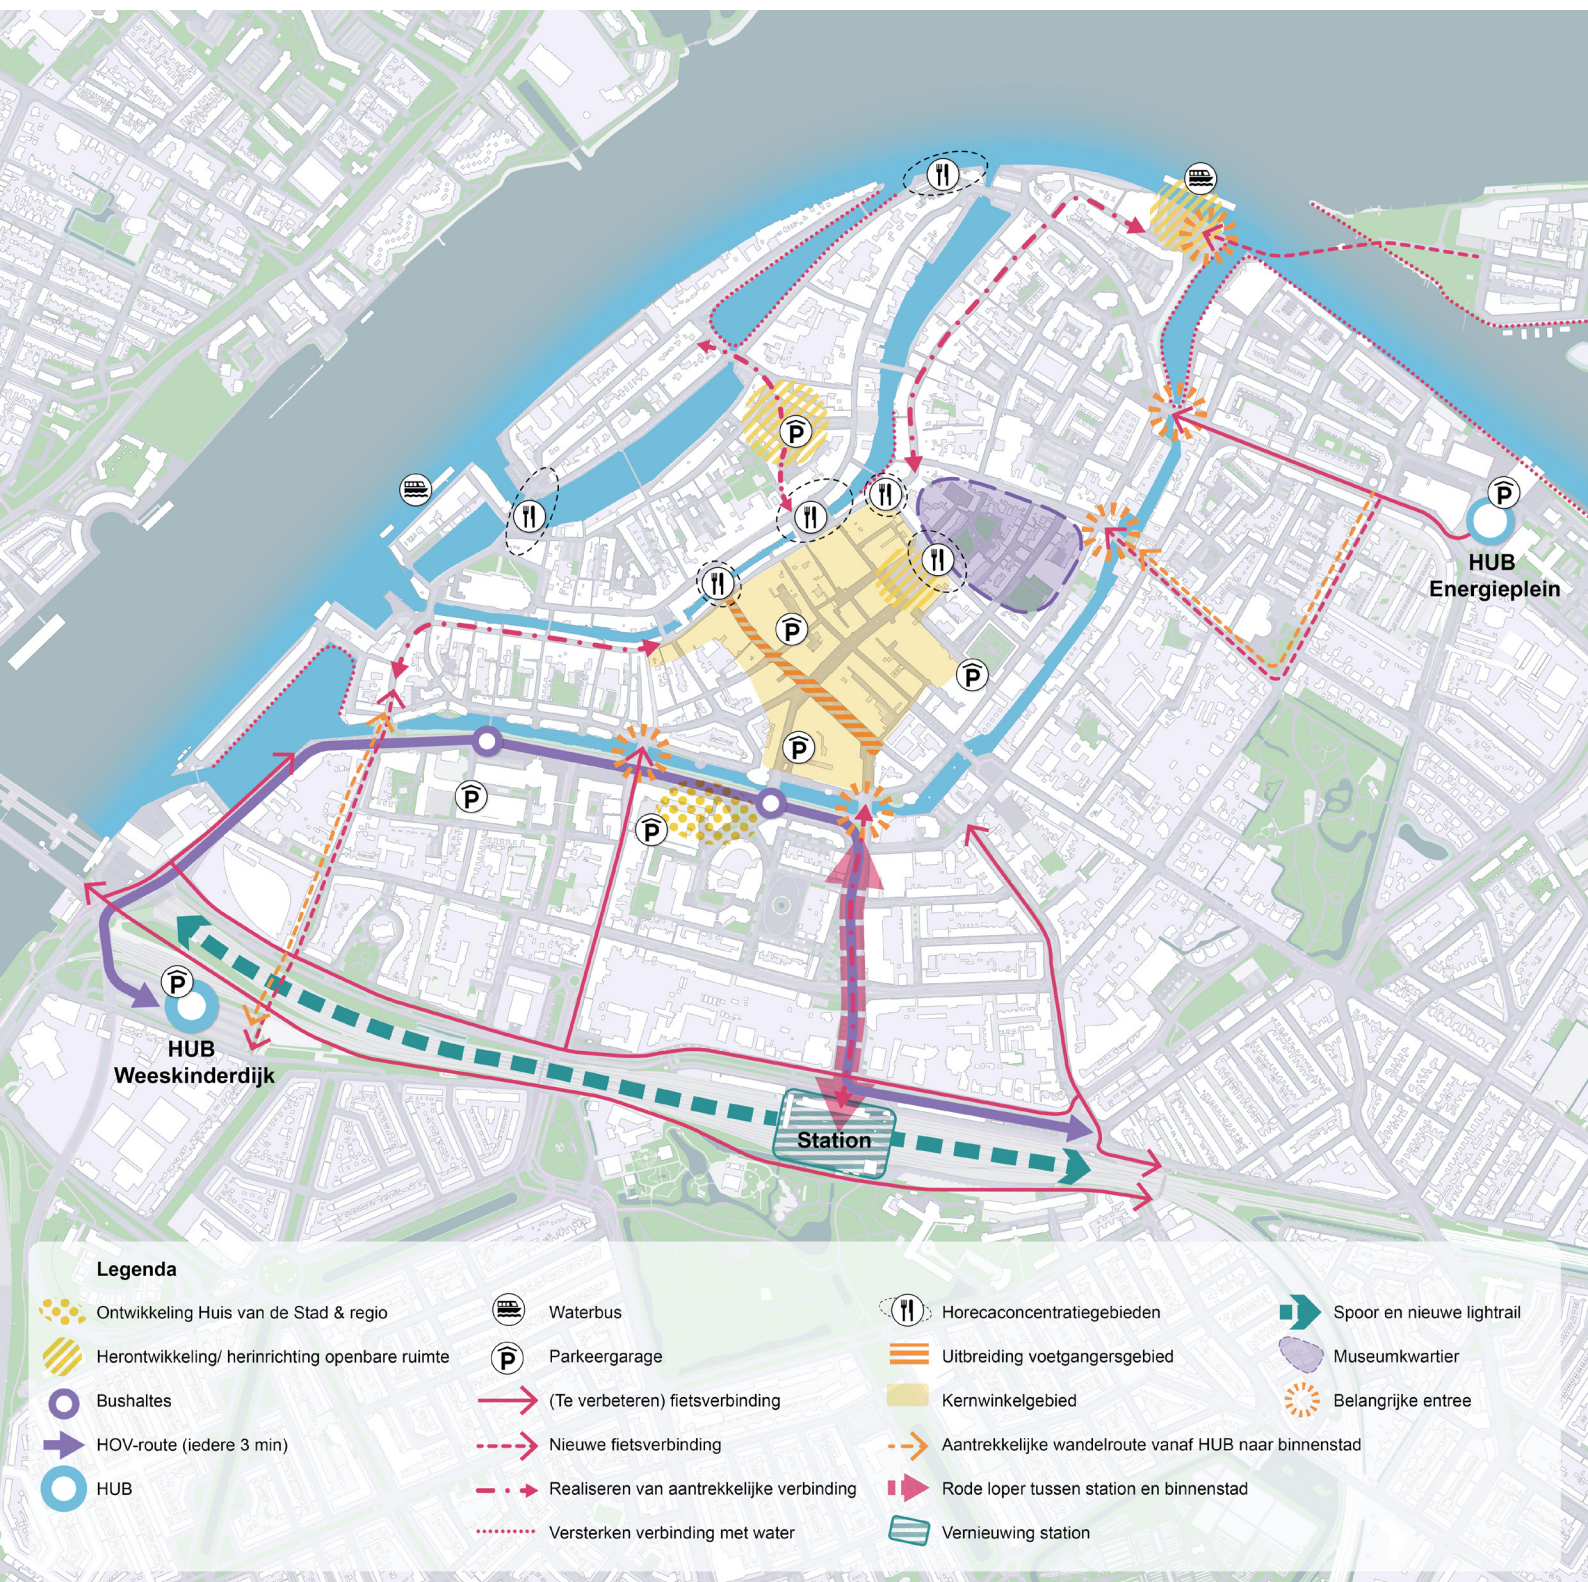 P
HUB
Energieplein
P
P
P
P
P
P
P
HUB
Weeskinderdijk
Station
Legenda
Ontwikkeling Huis van de Stad & regio
Herontwikkeling/ herinrichting openbare ruimte
Bushaltes
HOV-route (iedere 3 min)
HUB
Waterbus
P
Parkeergarage
(Te verbeteren) fietsverbinding
Nieuwe fietsverbinding
Realiseren van aantrekkelijke verbinding
Versterken verbinding met water
Horecaconcentratiegebieden
Uitbreiding voetgangersgebied
Kernwinkelgebied
Aantrekkelijke wandelroute vanaf HUB naar binnenstad
Rode loper tussen station en binnenstad
Vernieuwing station
Spoor en nieuwe lightrail
Museumkwartier
Belangrijke entree